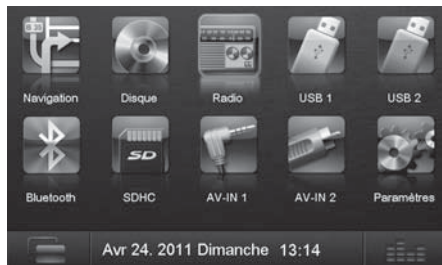 Navigation Disque Radio USB 1 USB 2
SD
Bluetooth SDHC AV-IN 1 AV-IN 2 Paramètres
Avr 24. 2011 Dimanche 13:14